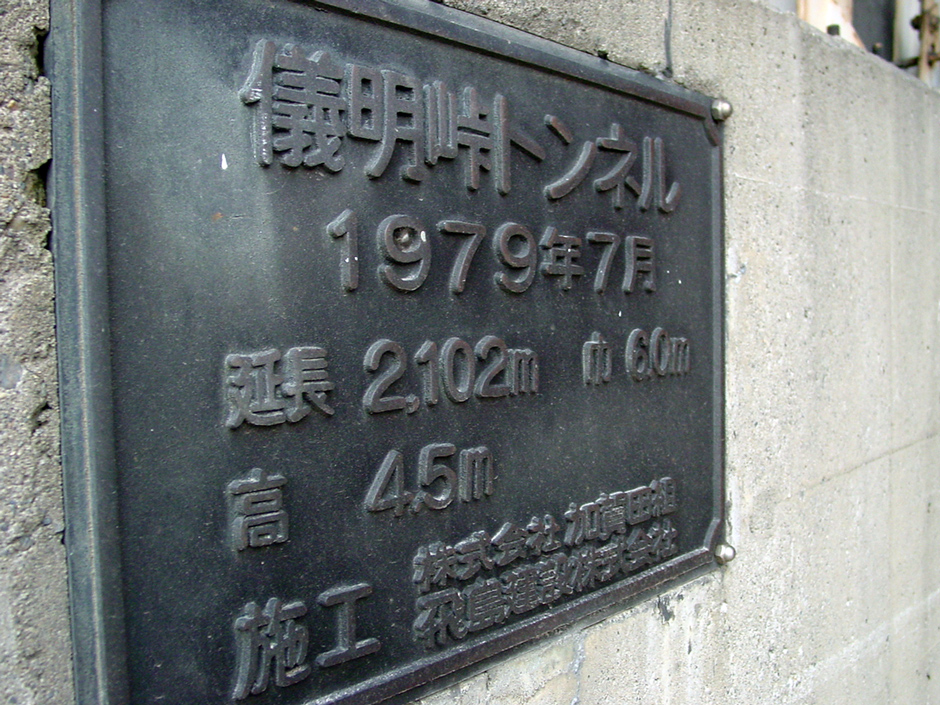 儀明峠トンネル
1979年7月
延長 2,102m 巾 6.0m
高 4.5m
施工 株式会社 加賀田組
飛島建設株式会社